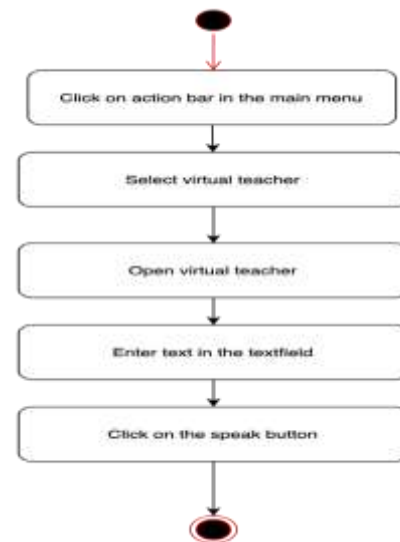 Click on action bar in the main menu
Select virtual teacher
Open virtual teacher
Enter text in the textfield
Click on the speak button